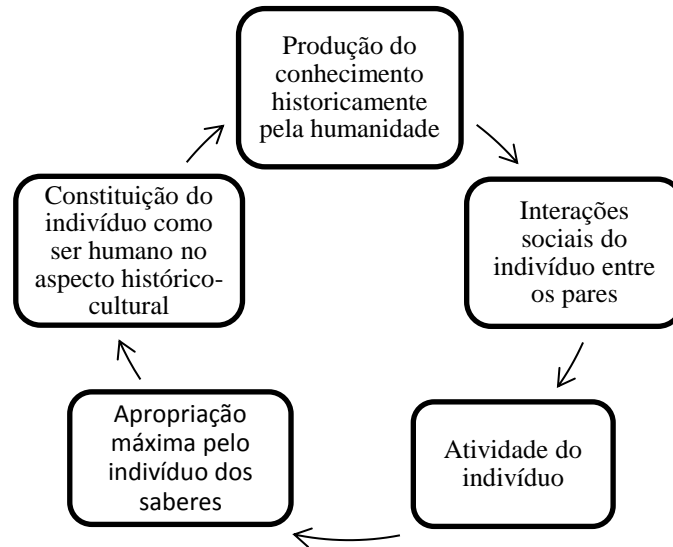 Produção do
conhecimento
historicamente
pela humanidade
Interações
sociais do
indivíduo entre
os pares
Atividade do
indivíduo
Apropriação
máxima pelo
indivíduo dos
saberes
Constituição do
indivíduo como
ser humano no
aspecto histórico-
cultural